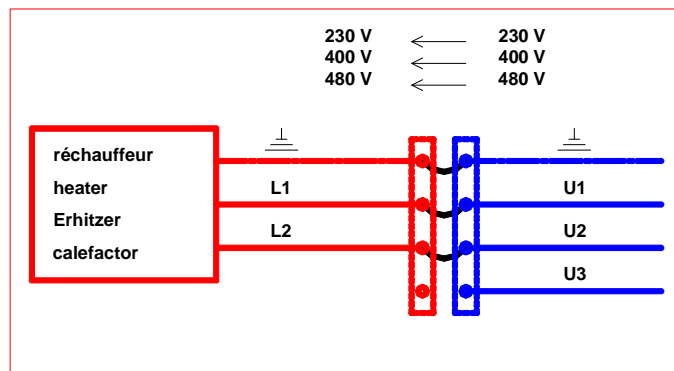 230 V 230 V
400 V 400 V
480 V 480 V
réchauffeur
heater L1 U1
Erhitzer L2 U2
calefactor
U3